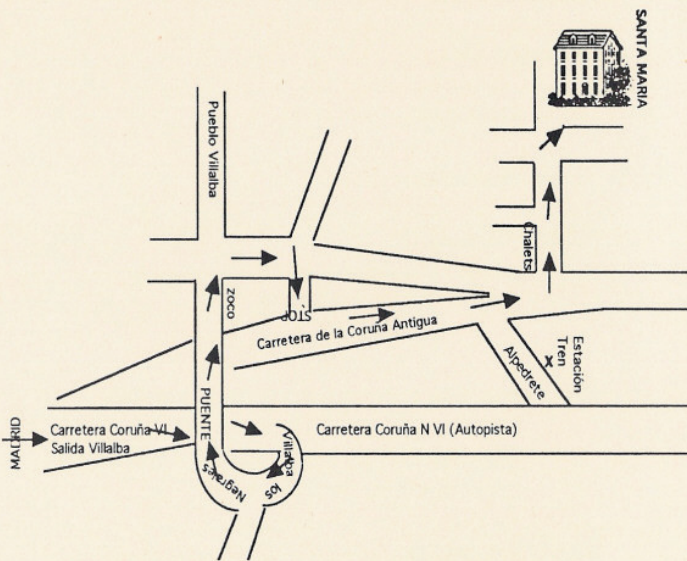 SANTA MARIA
Pueblo Villalba
Chalets
ZOCO
STOP
Carretera de la Coruña Antigua
Estación
Tren
X
Alpedrete
PUENTE
MADRID
Carretera Coruña VI
Salida Villalba
Carretera Coruña N VI (Autopista)
Villalba
los
Negrales